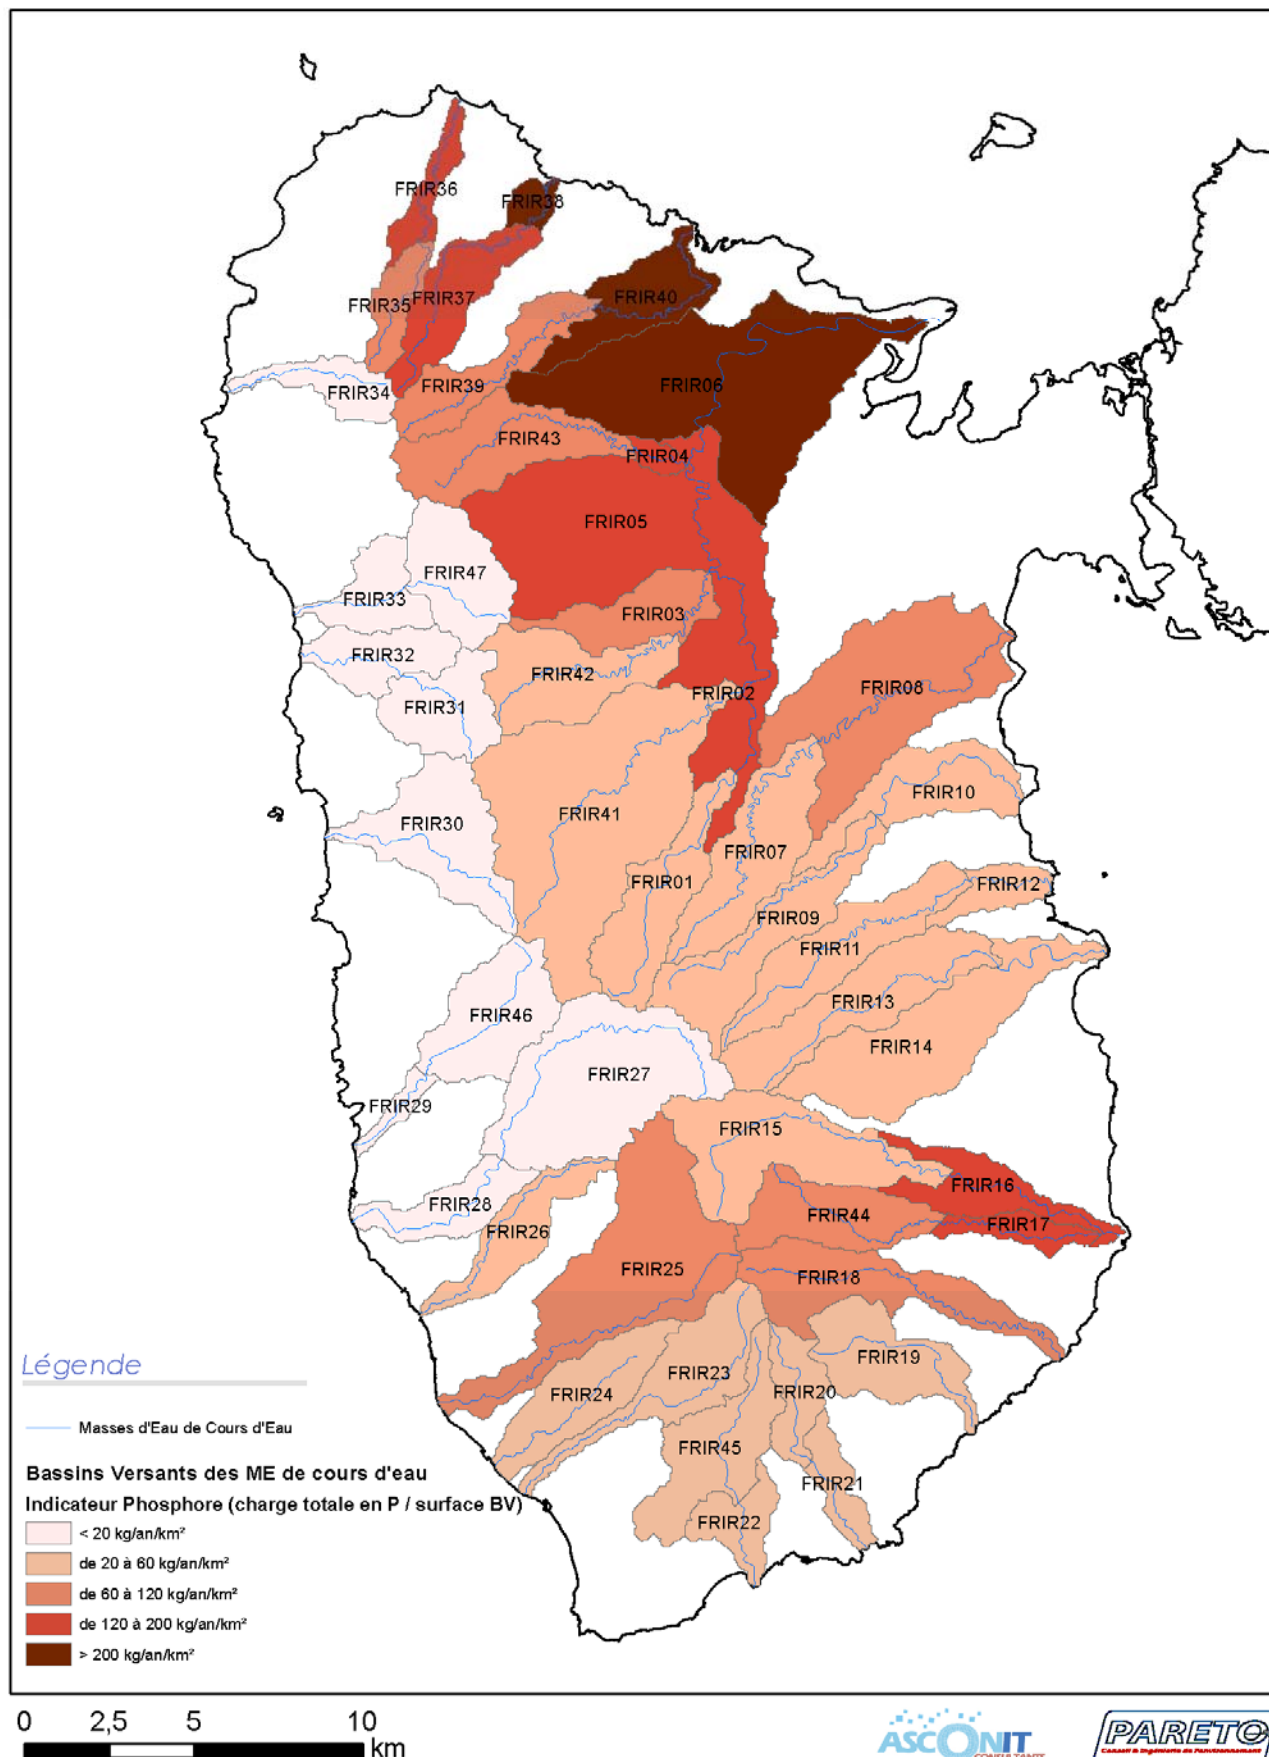 FRIR36
FRIR38
FRIR35
FRIR37
FRIR40
FRIR34
FRIR39
FRIR06
FRIR43
FRIR04
FRIR05
FRIR47
FRIR33
FRIR03
FRIR32
FRIR42
FRIR02
FRIR08
FRIR31
FRIR10
FRIR41
FRIR30
FRIR07
FRIR01
FRIR12
FRIR09
FRIR11
FRIR13
FRIR46
FRIR14
FRIR27
FRIR29
FRIR15
FRIR16
FRIR28
FRIR44
FRIR17
FRIR26
FRIR25
FRIR18
FRIR19
FRIR23
FRIR24
FRIR20
FRIR45
FRIR21
FRIR22
Légende
Masses d'Eau de Cours d'Eau
Bassins Versants des ME de cours d'eau
Indicateur Phosphore (charge totale en P / surface BV)
< 20 kg/an/km²
de 20 à 60 kg/an/km²
de 60 à 120 kg/an/km²
de 120 à 200 kg/an/km²
> 200 kg/an/km²
0 2,5 5 10
km
ASCONIT
CONSULTANTS
PARETO
Conseil & Ingénierie de l'environnement